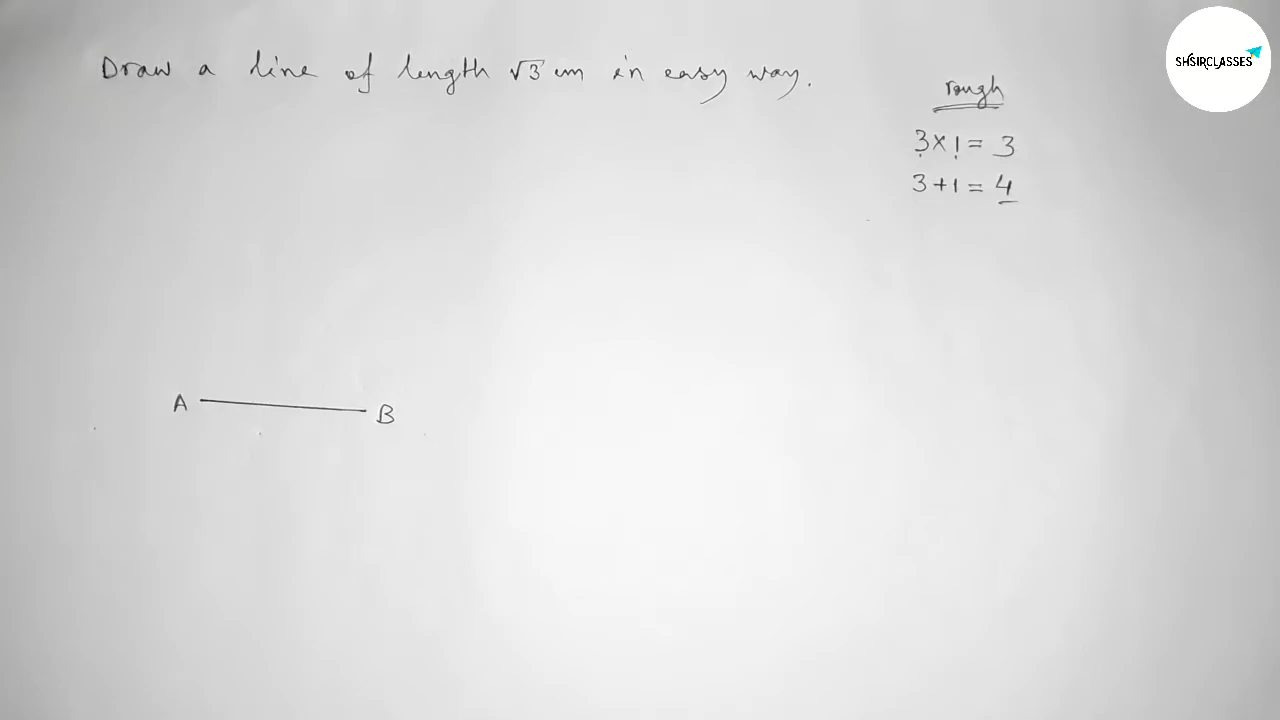 Draw a line of length √3 cm in easy way.
SHSIRCLASSES
rough
3 × 1 = 3
3 + 1 = 4
A
B